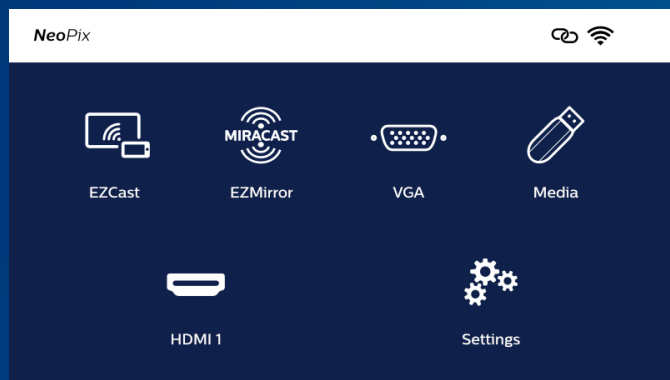 NeoPix
MIRACAST
EZCast
EZMirror
VGA
Media
HDMI 1
Settings